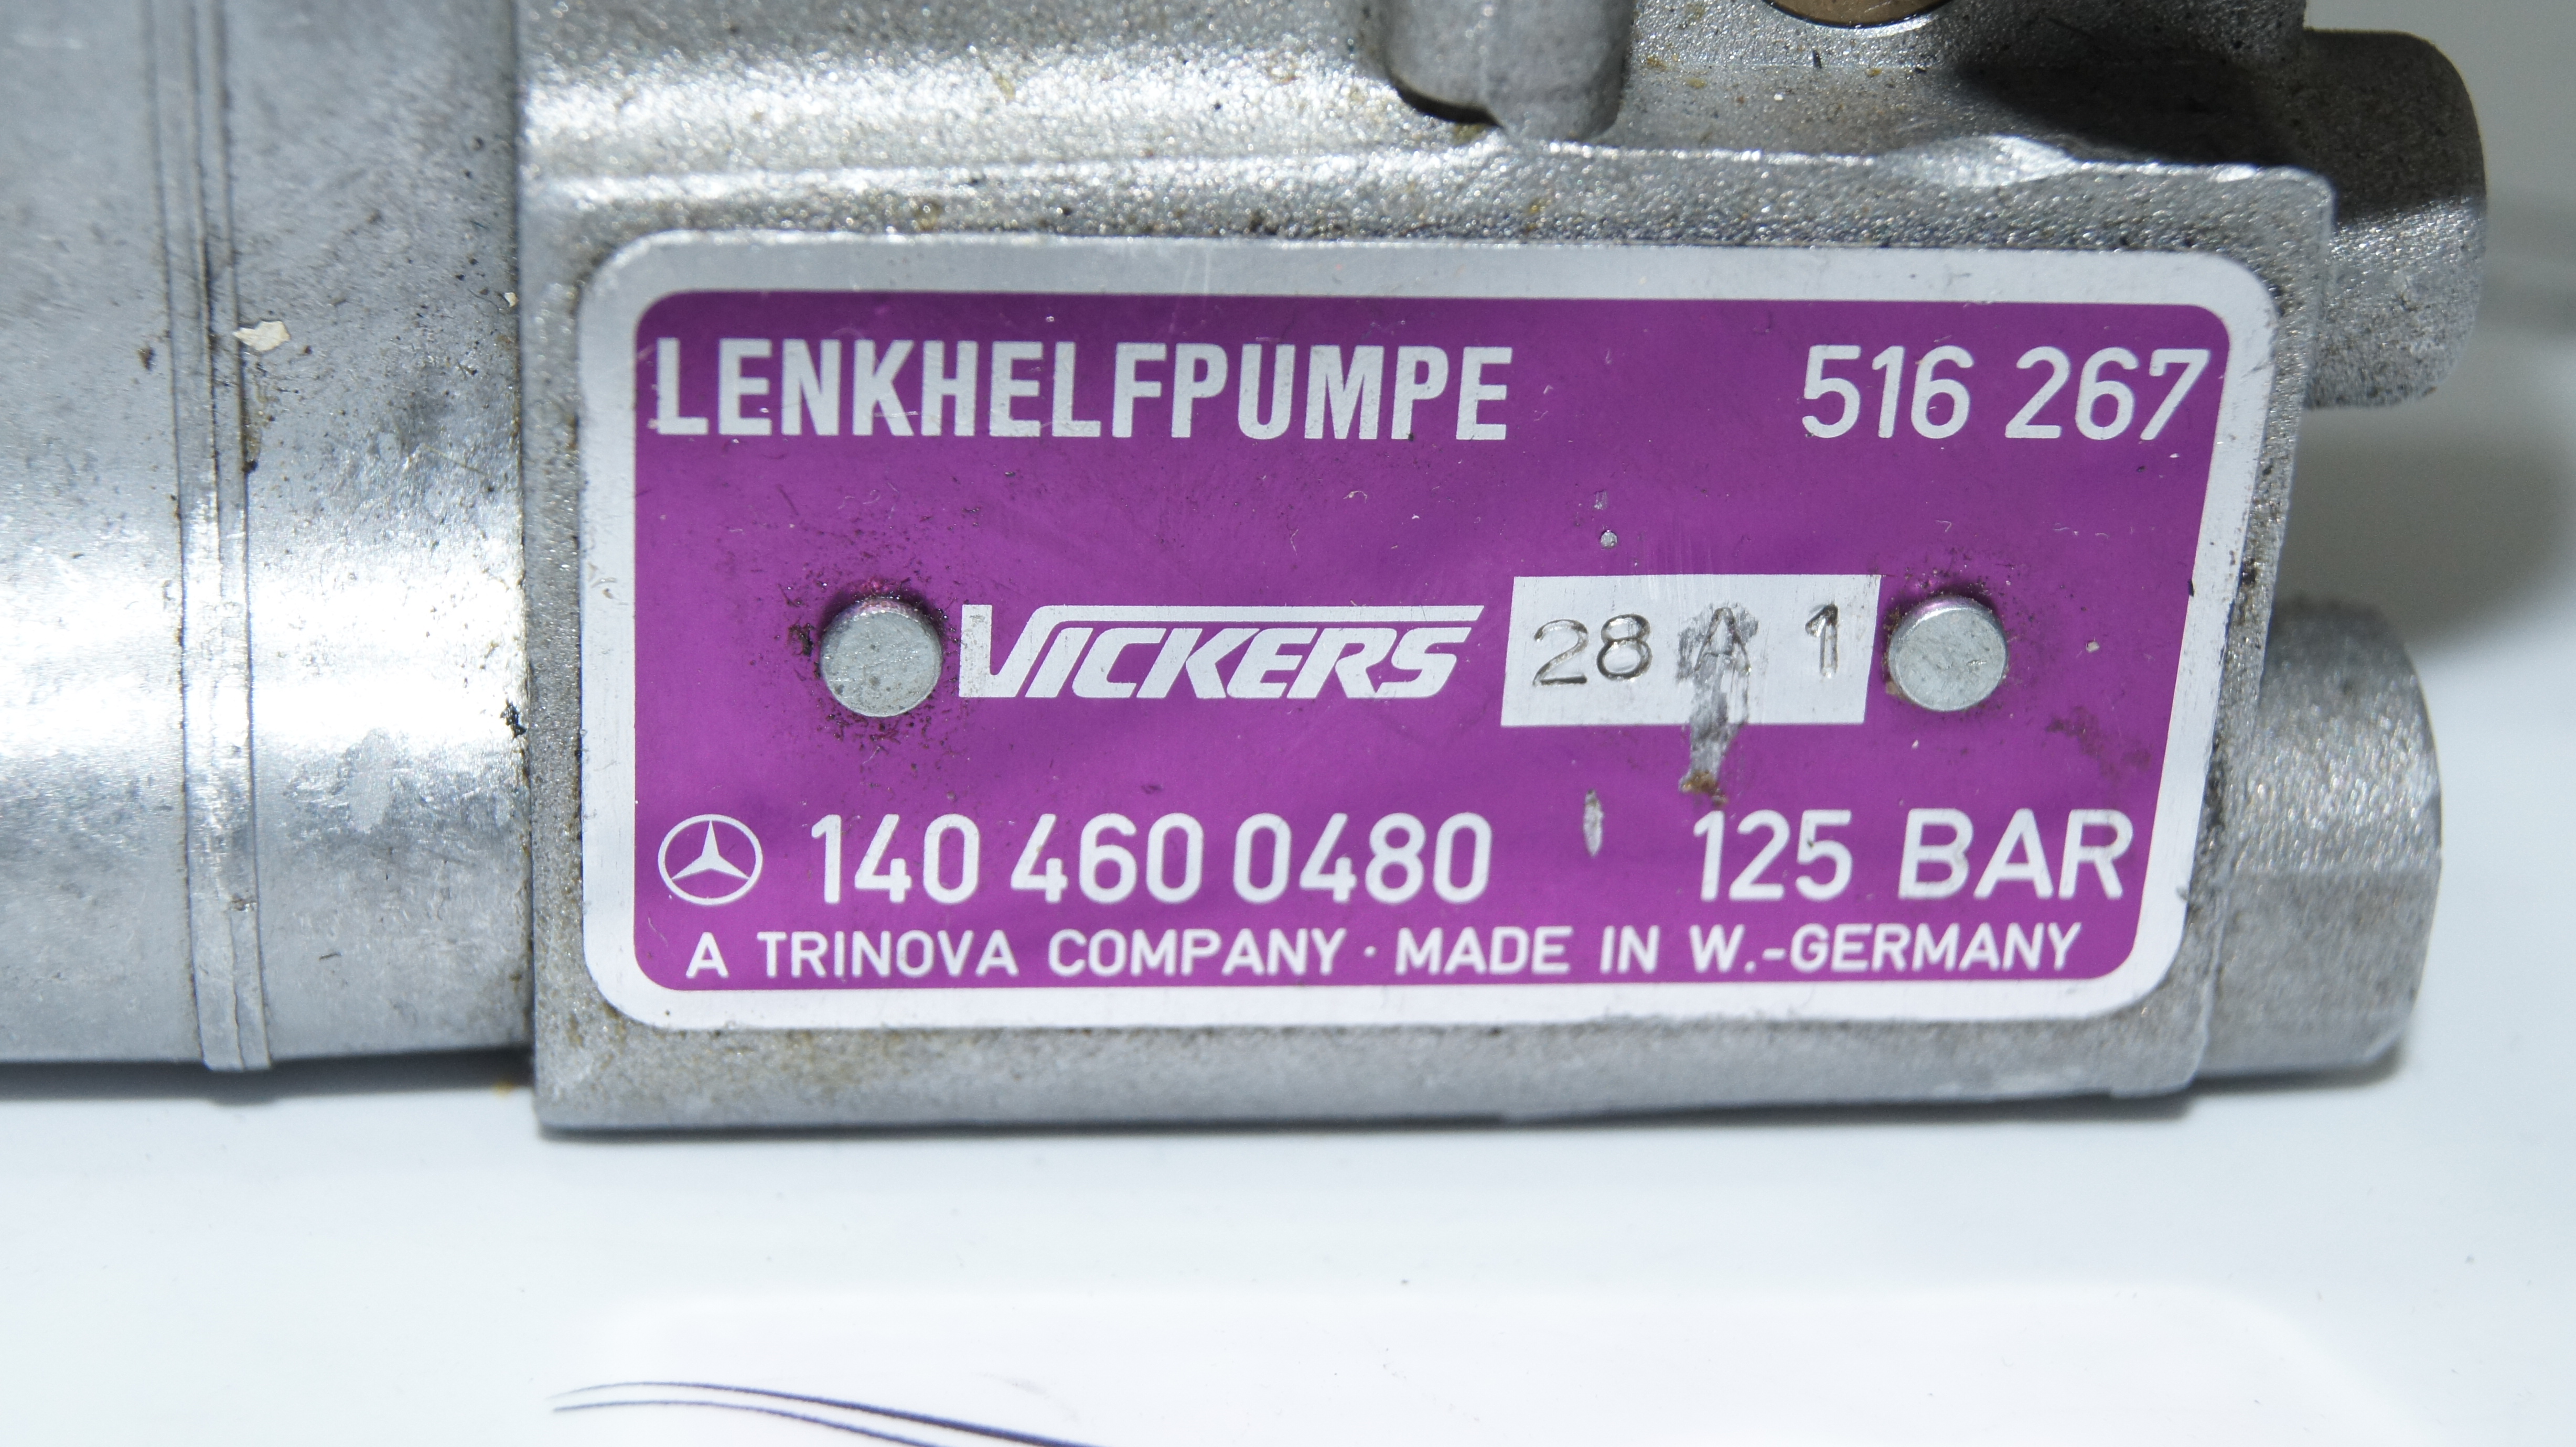 LENKHELFPUMPE 516 267
VICKERS 28 A 1
140 460 0480 125 BAR
A TRINOVA COMPANY · MADE IN W.-GERMANY